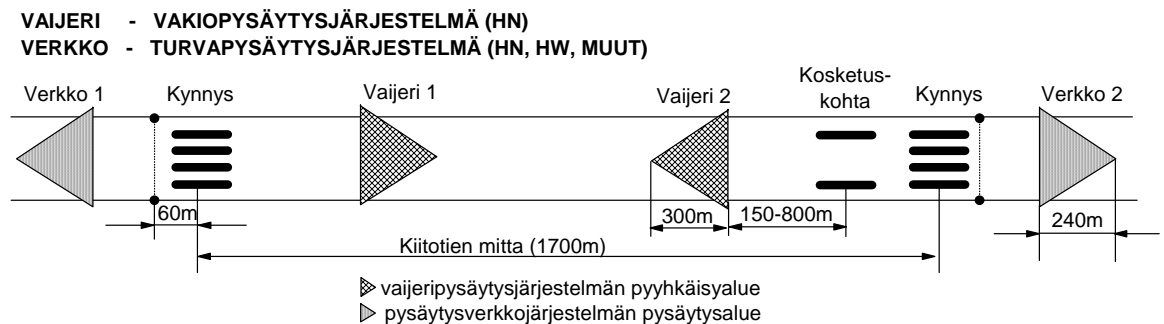 VAIJERI - VAKIOPYSÄYTYSJÄRJESTELMÄ (HN)
VERKKO - TURVAPYSÄYTYSJÄRJESTELMÄ (HN, HW, MUUT)
Verkko 1 Kynnys Vaijeri 1 Vaijeri 2 Kosketus-
kohta Kynnys Verkko 2
60m 300m 150-800m 240m
Kiitotien mitta (1700m)
vaijeripysäytysjärjestelmän pyyhkäisyalue
pysäytysverkkojärjestelmän pysäytysalue